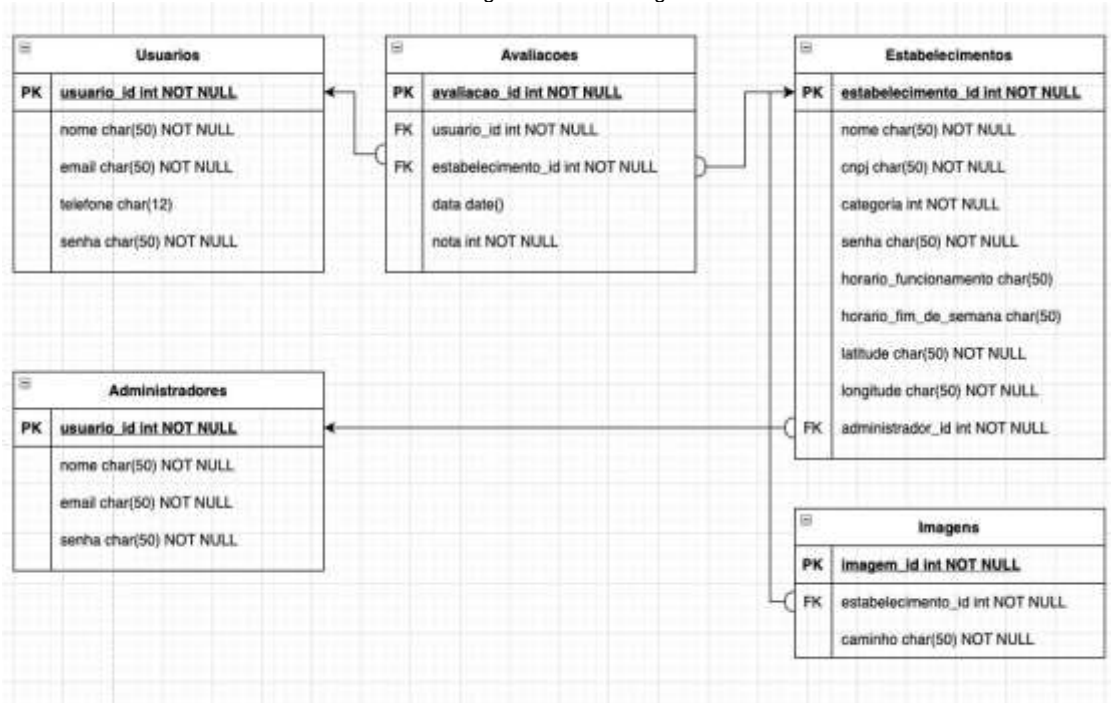 Usuarios
PK usuario_id int NOT NULL
nome char(50) NOT NULL
email char(50) NOT NULL
telefone char(12)
senha char(50) NOT NULL
Avaliacoes
PK avaliacao_id int NOT NULL
FK usuario_id int NOT NULL
FK estabelecimento_id int NOT NULL
data date()
nota int NOT NULL
Estabelecimentos
PK estabelecimento_id int NOT NULL
nome char(50) NOT NULL
cnpj char(50) NOT NULL
categoria int NOT NULL
senha char(50) NOT NULL
horario_funcionamento char(50)
horario_fim_de_semana char(50)
latitude char(50) NOT NULL
longitude char(50) NOT NULL
FK administrador_id int NOT NULL
Administradores
PK usuario_id int NOT NULL
nome char(50) NOT NULL
email char(50) NOT NULL
senha char(50) NOT NULL
Imagens
PK imagem_id int NOT NULL
FK estabelecimento_id int NOT NULL
caminho char(50) NOT NULL